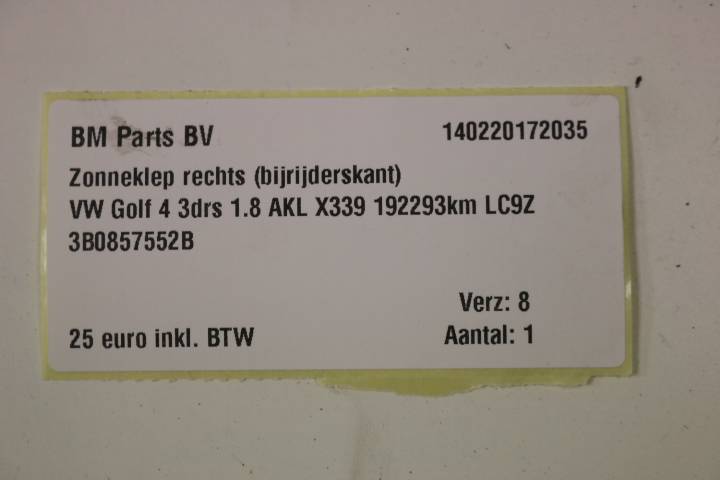 BM Parts BV 140220172035
Zonneklep rechts (bijrijderskant)
VW Golf 4 3drs 1.8 AKL X339 192293km LC9Z
3B0857552B
Verz: 8
25 euro inkl. BTW Aantal: 1